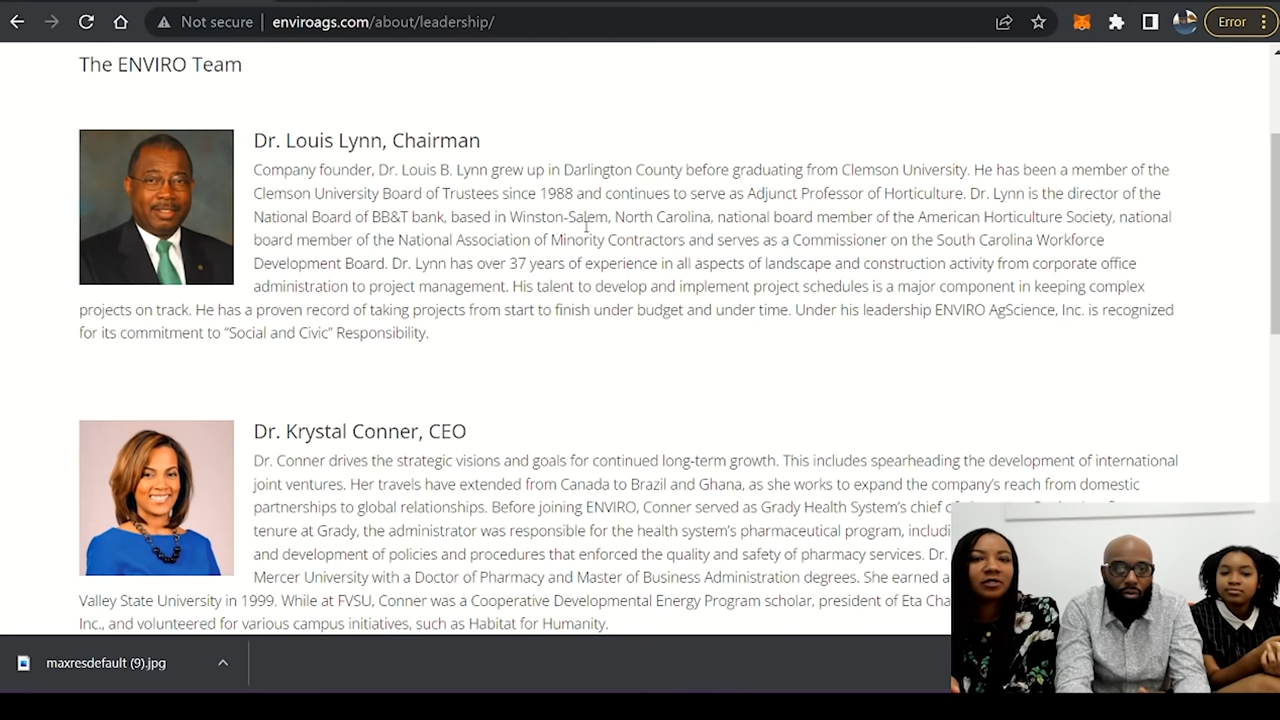 Not secure enviroags.com/about/leadership/ Error
The ENVIRO Team
Dr. Louis Lynn, Chairman
Company founder, Dr. Louis B. Lynn grew up in Darlington County before graduating from Clemson University. He has been a member of the
Clemson University Board of Trustees since 1988 and continues to serve as Adjunct Professor of Horticulture. Dr. Lynn is the director of the
National Board of BB&T bank, based in Winston-Salem, North Carolina, national board member of the American Horticulture Society, national
board member of the National Association of Minority Contractors and serves as a Commissioner on the South Carolina Workforce
Development Board. Dr. Lynn has over 37 years of experience in all aspects of landscape and construction activity from corporate office
administration to project management. His talent to develop and implement project schedules is a major component in keeping complex
projects on track. He has a proven record of taking projects from start to finish under budget and under time. Under his leadership ENVIRO AgScience, Inc. is recognized
for its commitment to “Social and Civic” Responsibility.
Dr. Krystal Conner, CEO
Dr. Conner drives the strategic visions and goals for continued long-term growth. This includes spearheading the development of international
joint ventures. Her travels have extended from Canada to Brazil and Ghana, as she works to expand the company’s reach from domestic
partnerships to global relationships. Before joining ENVIRO, Conner served as Grady Health System’s chief
tenure at Grady, the administrator was responsible for the health system’s pharmaceutical program,
and development of policies and procedures that enforced the quality and safety of pharmacy services. Dr.
Mercer University with a Doctor of Pharmacy and Master of Business Administration degrees. She earned a
Valley State University in 1999. While at FVSU, Conner was a Cooperative Developmental Energy Program scholar, president of Eta
Inc., and volunteered for various campus initiatives, such as Habitat for Humanity.
maxresdefault (9).jpg